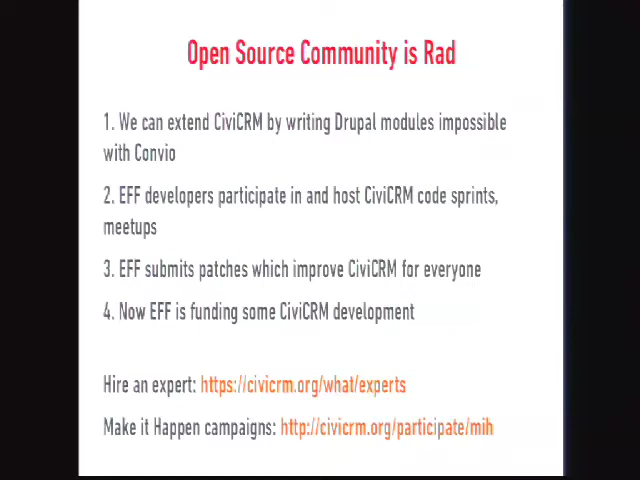 Open Source Community is Rad
1. We can extend CiviCRM by writing Drupal modules impossible
with Convio
2. EFF developers participate in and host CiviCRM code sprints,
meetups
3. EFF submits patches which improve CiviCRM for everyone
4. Now EFF is funding some CiviCRM development
Hire an expert: https://civicrm.org/what/experts
Make it Happen campaigns: http://civicrm.org/participate/mih